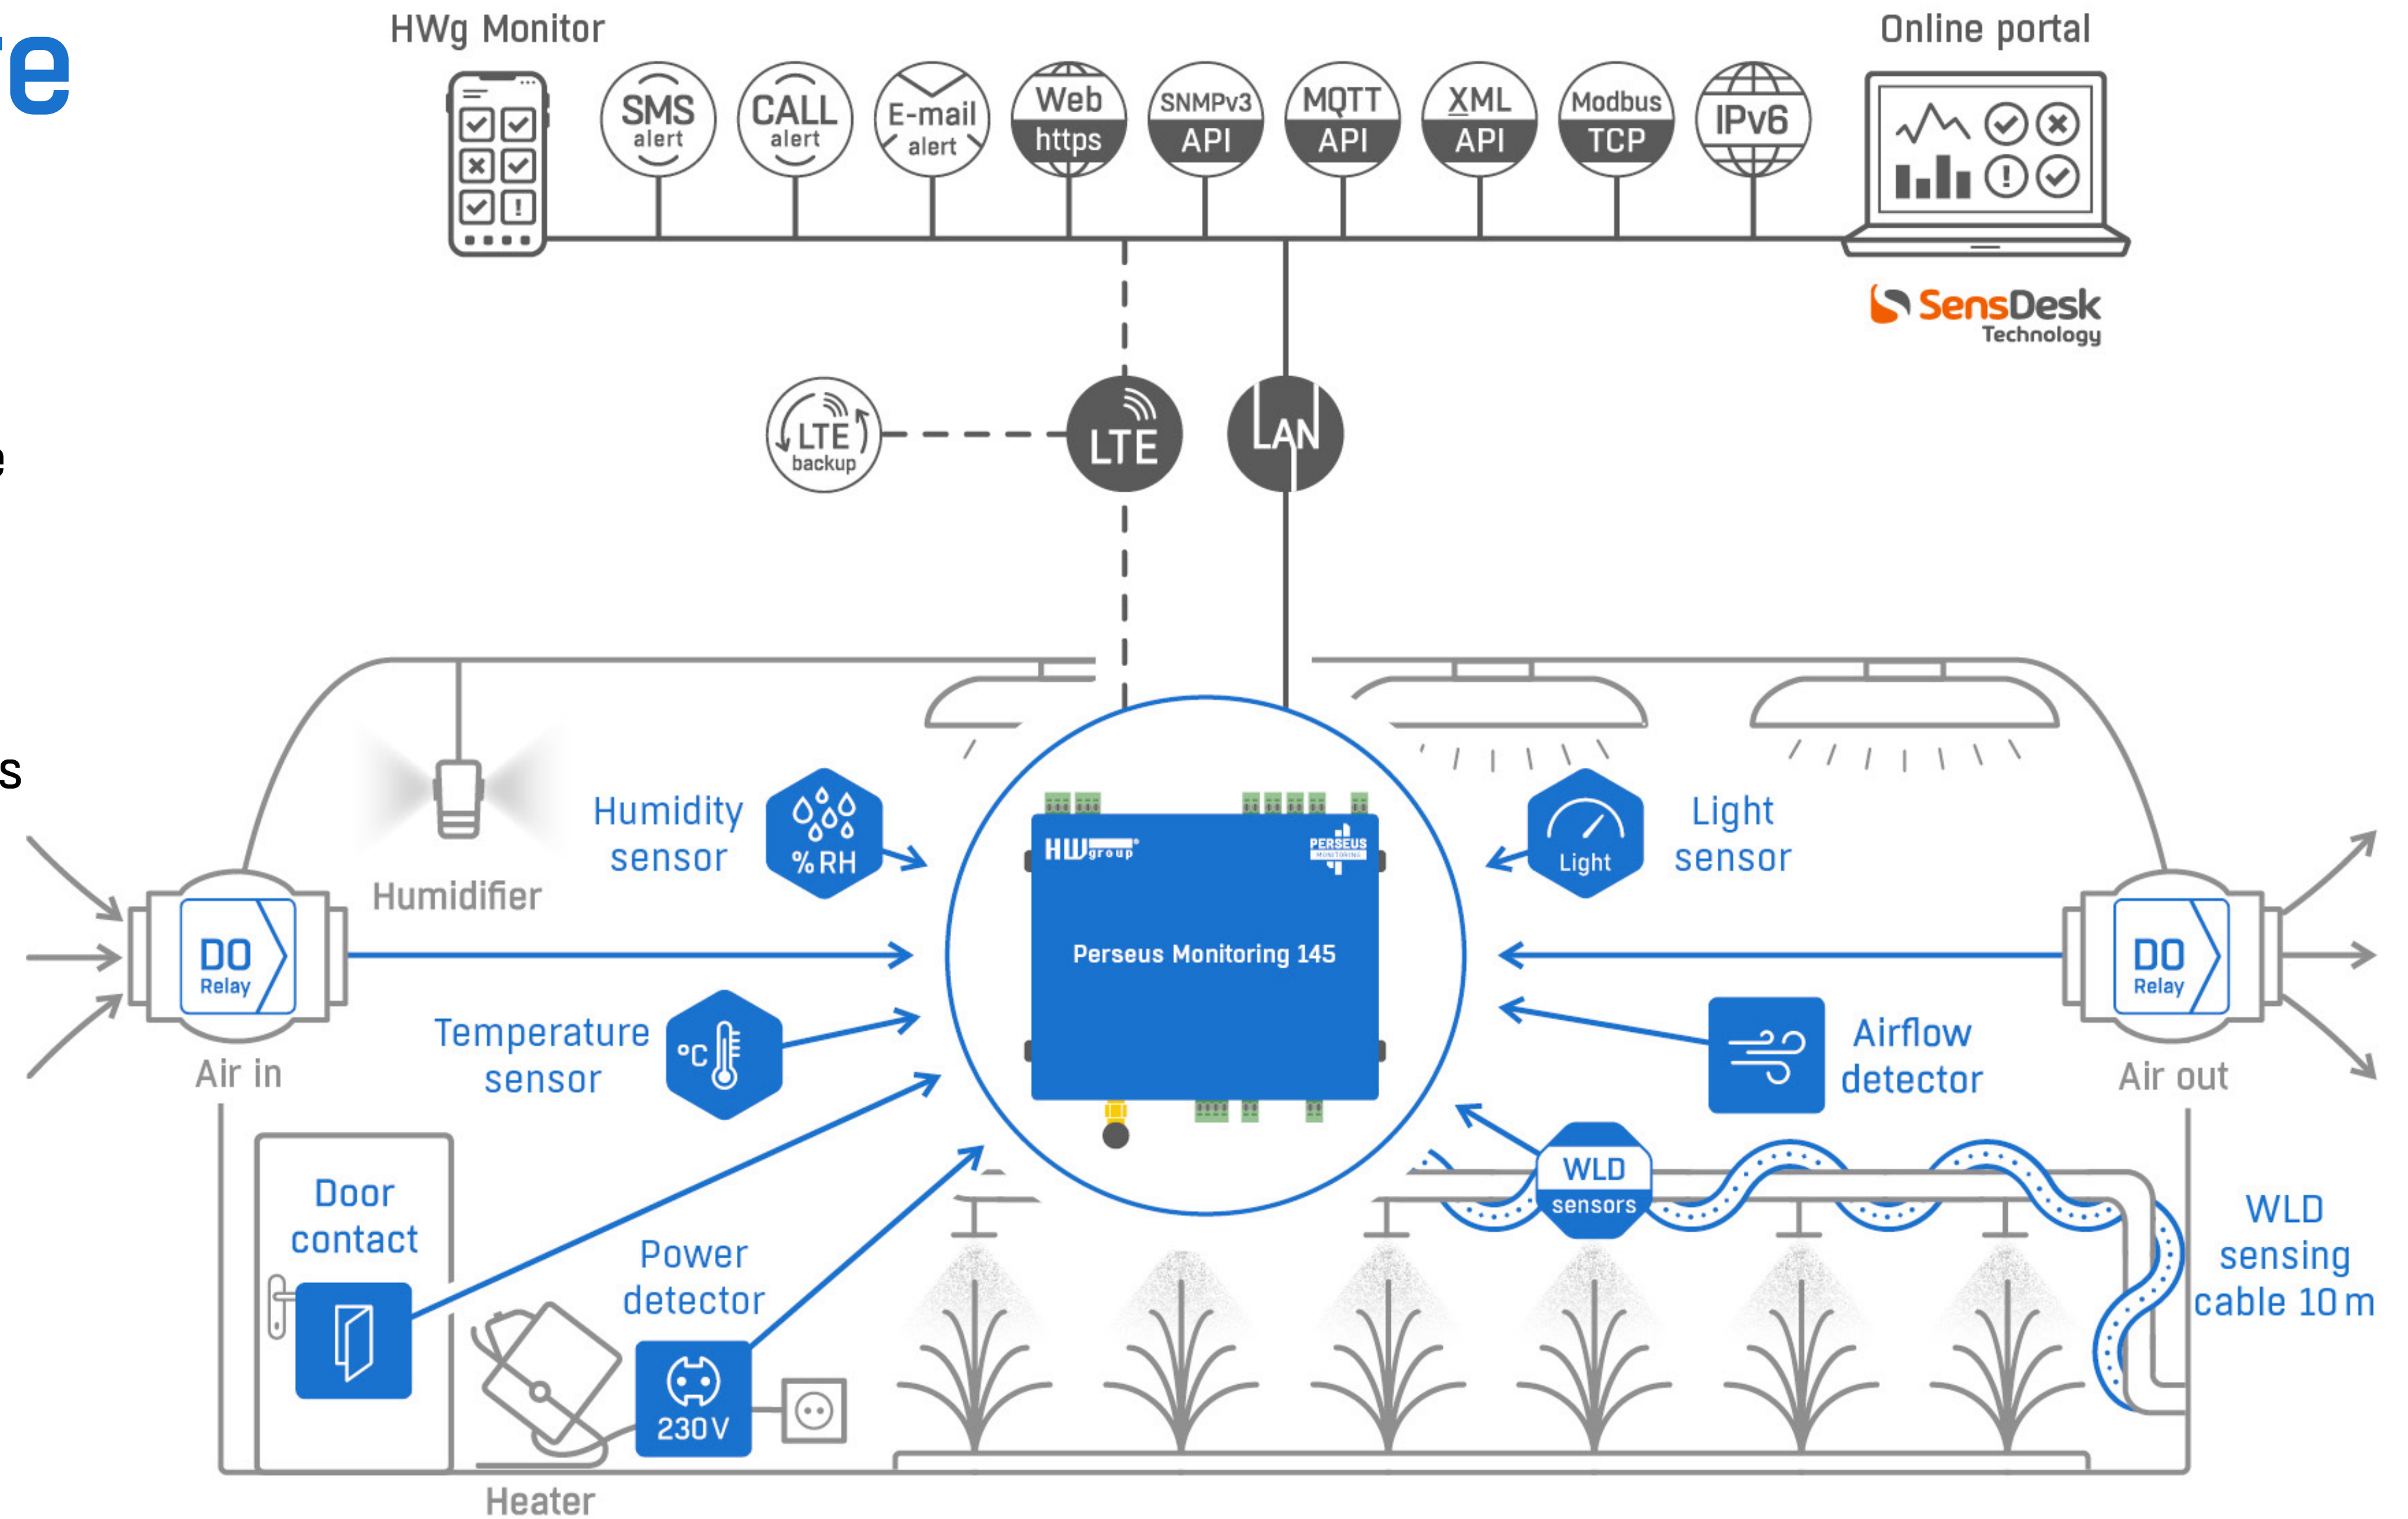 HWg Monitor
Online portal
SMS
alert
CALL
alert
E-mail
alert
Web
https
SNMPv3
API
MQTT
API
XML
API
Modbus
TCP
IPv6
SensDesk
Technology
LTE
backup
LTE
LAN
e
e
s
Humidity
sensor
% RH
Humidifier
Light
Light
sensor
HW group
PERSEUS
MONITORING
Perseus Monitoring 145
DO
Relay
Air in
DO
Relay
Air out
Temperature
sensor
°C
Airflow
detector
Door
contact
Power
detector
230 V
Heater
WLD
sensors
WLD
sensing
cable 10 m